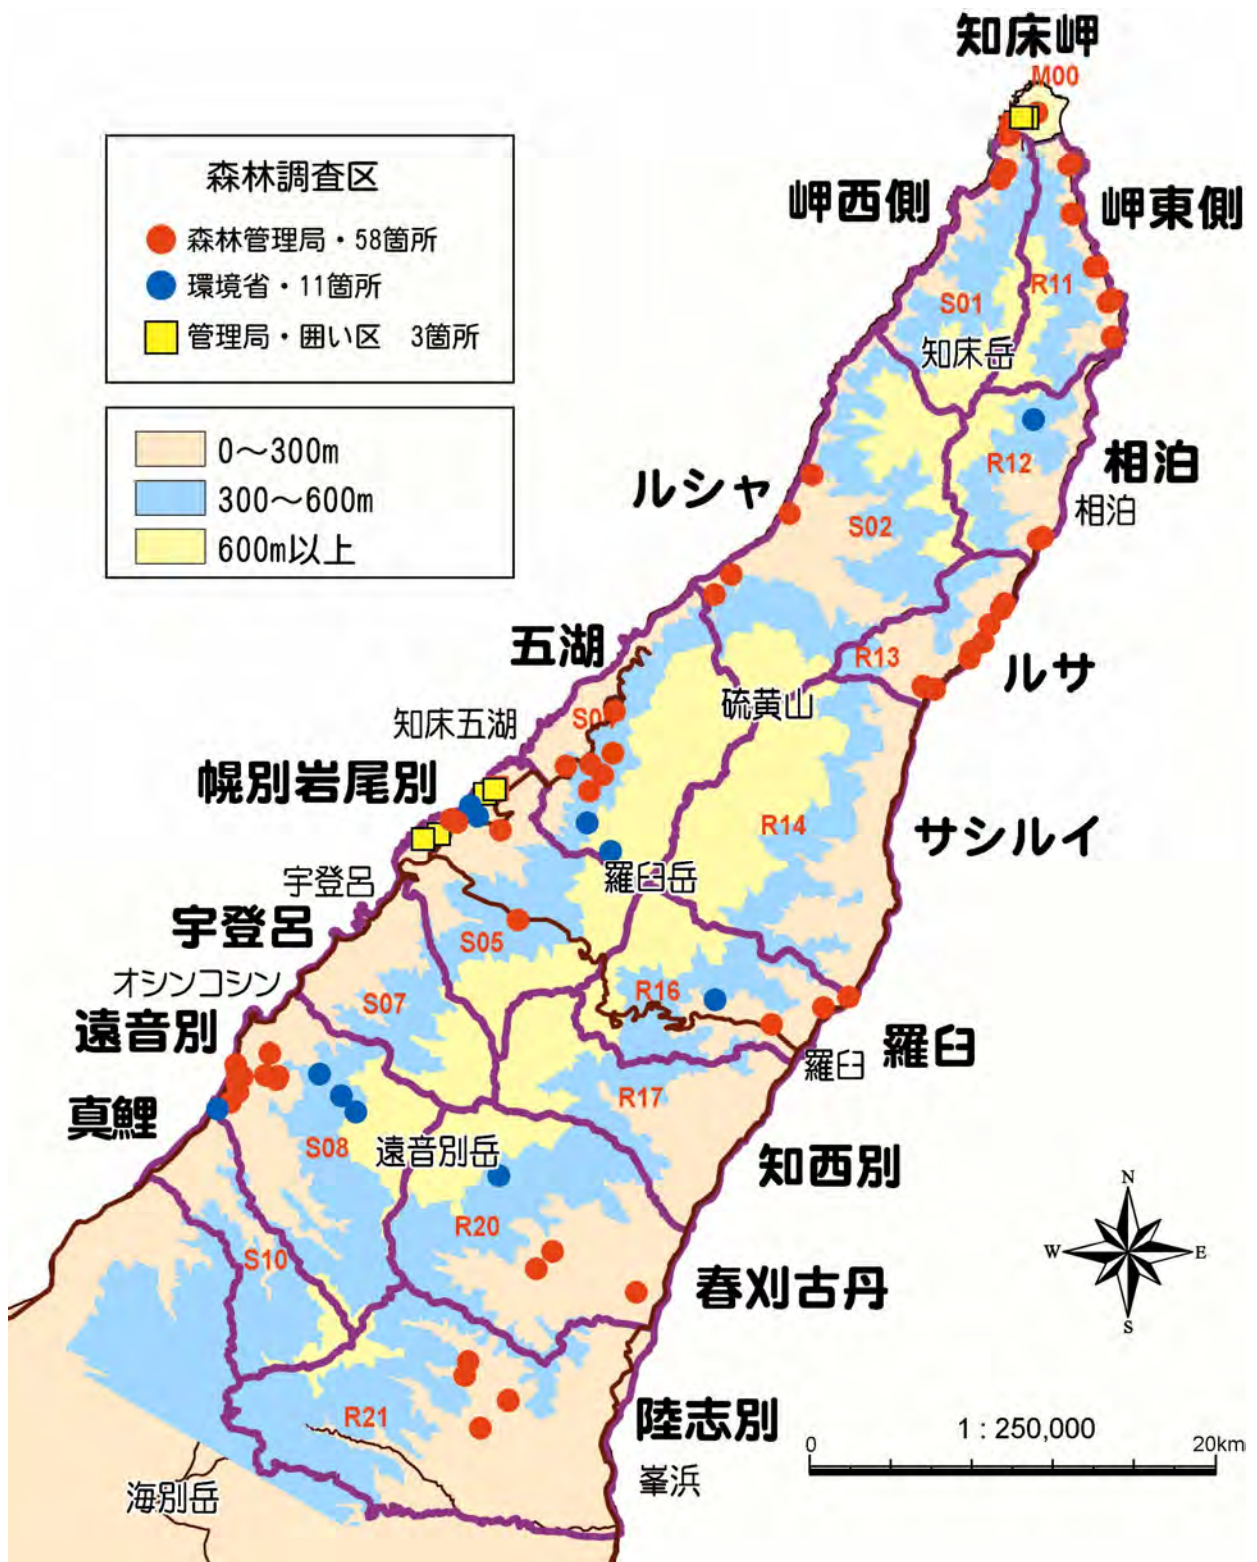 知床岬
M00
森林調査区
森林管理局・58箇所
環境省・11箇所
管理局・囲い区 3箇所
岬西側
岬東側
S01
R11
知床岳
0～300m
300～600m
600m以上
ルシャ
R12
相泊
相泊
S02
五湖
R13
ルサ
硫黄山
知床五湖
幌別岩尾別
R14
サシルイ
宇登呂
羅臼岳
宇登呂
S05
オシンコシン
S07
R16
遠音別
羅臼
羅臼
真鯉
R17
S08
遠音別岳
知西別
R20
S10
春刈古丹
N
W
E
S
R21
陸志別
1：250,000
0
20km
峯浜
海別岳